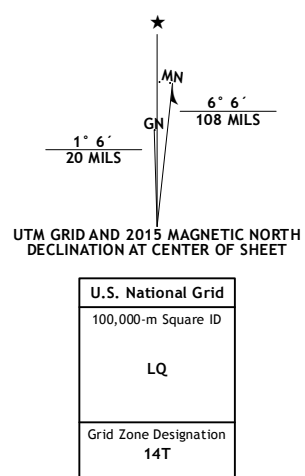 ★
MN
GN
6° 6´
108 MILS
1° 6´
20 MILS
UTM GRID AND 2015 MAGNETIC NORTH
DECLINATION AT CENTER OF SHEET
U.S. National Grid
100,000-m Square ID
LQ
Grid Zone Designation
14T